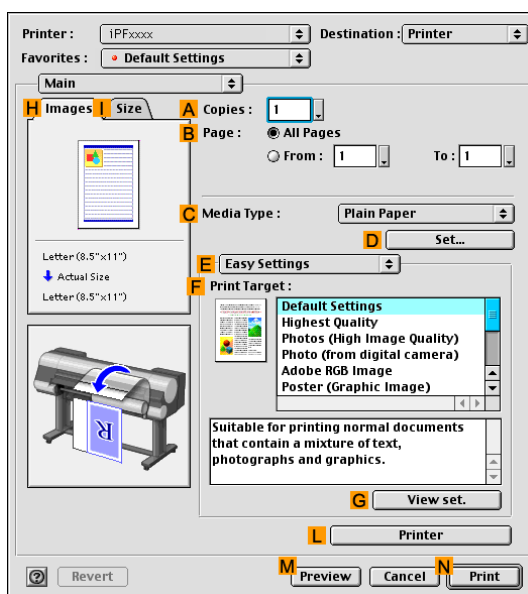 Printer : iPFxxxx Destination : Printer
Favorites : Default Settings
Main
H Images I Size
A Copies : 1
B Page : All Pages
From : 1 To : 1
C Media Type : Plain Paper
D Set...
Letter (8.5"x11")
Actual Size
Letter (8.5"x11")
E Easy Settings
F Print Target :
Default Settings
Highest Quality
Photos (High Image Quality)
Photo (from digital camera)
Adobe RGB Image
Poster (Graphic Image)
R
Suitable for printing normal documents
that contain a mixture of text,
photographs and graphics.
G View set.
L Printer
? Revert M Preview Cancel N Print